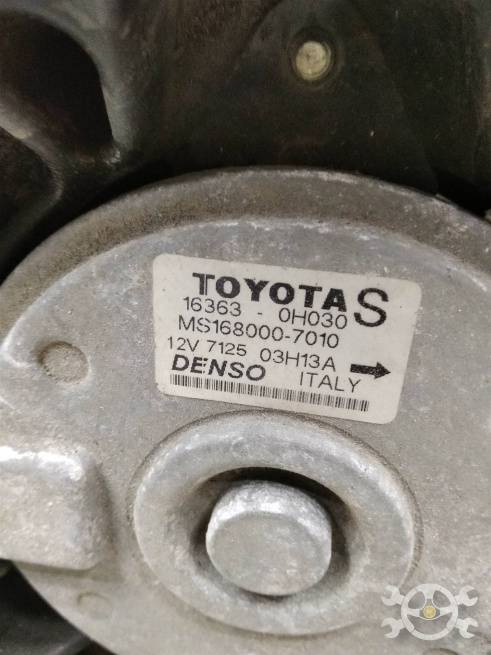 TOYOTA S
16363 - 0H030
MS168000-7010
12V 7125 03H13A
DENSO ITALY